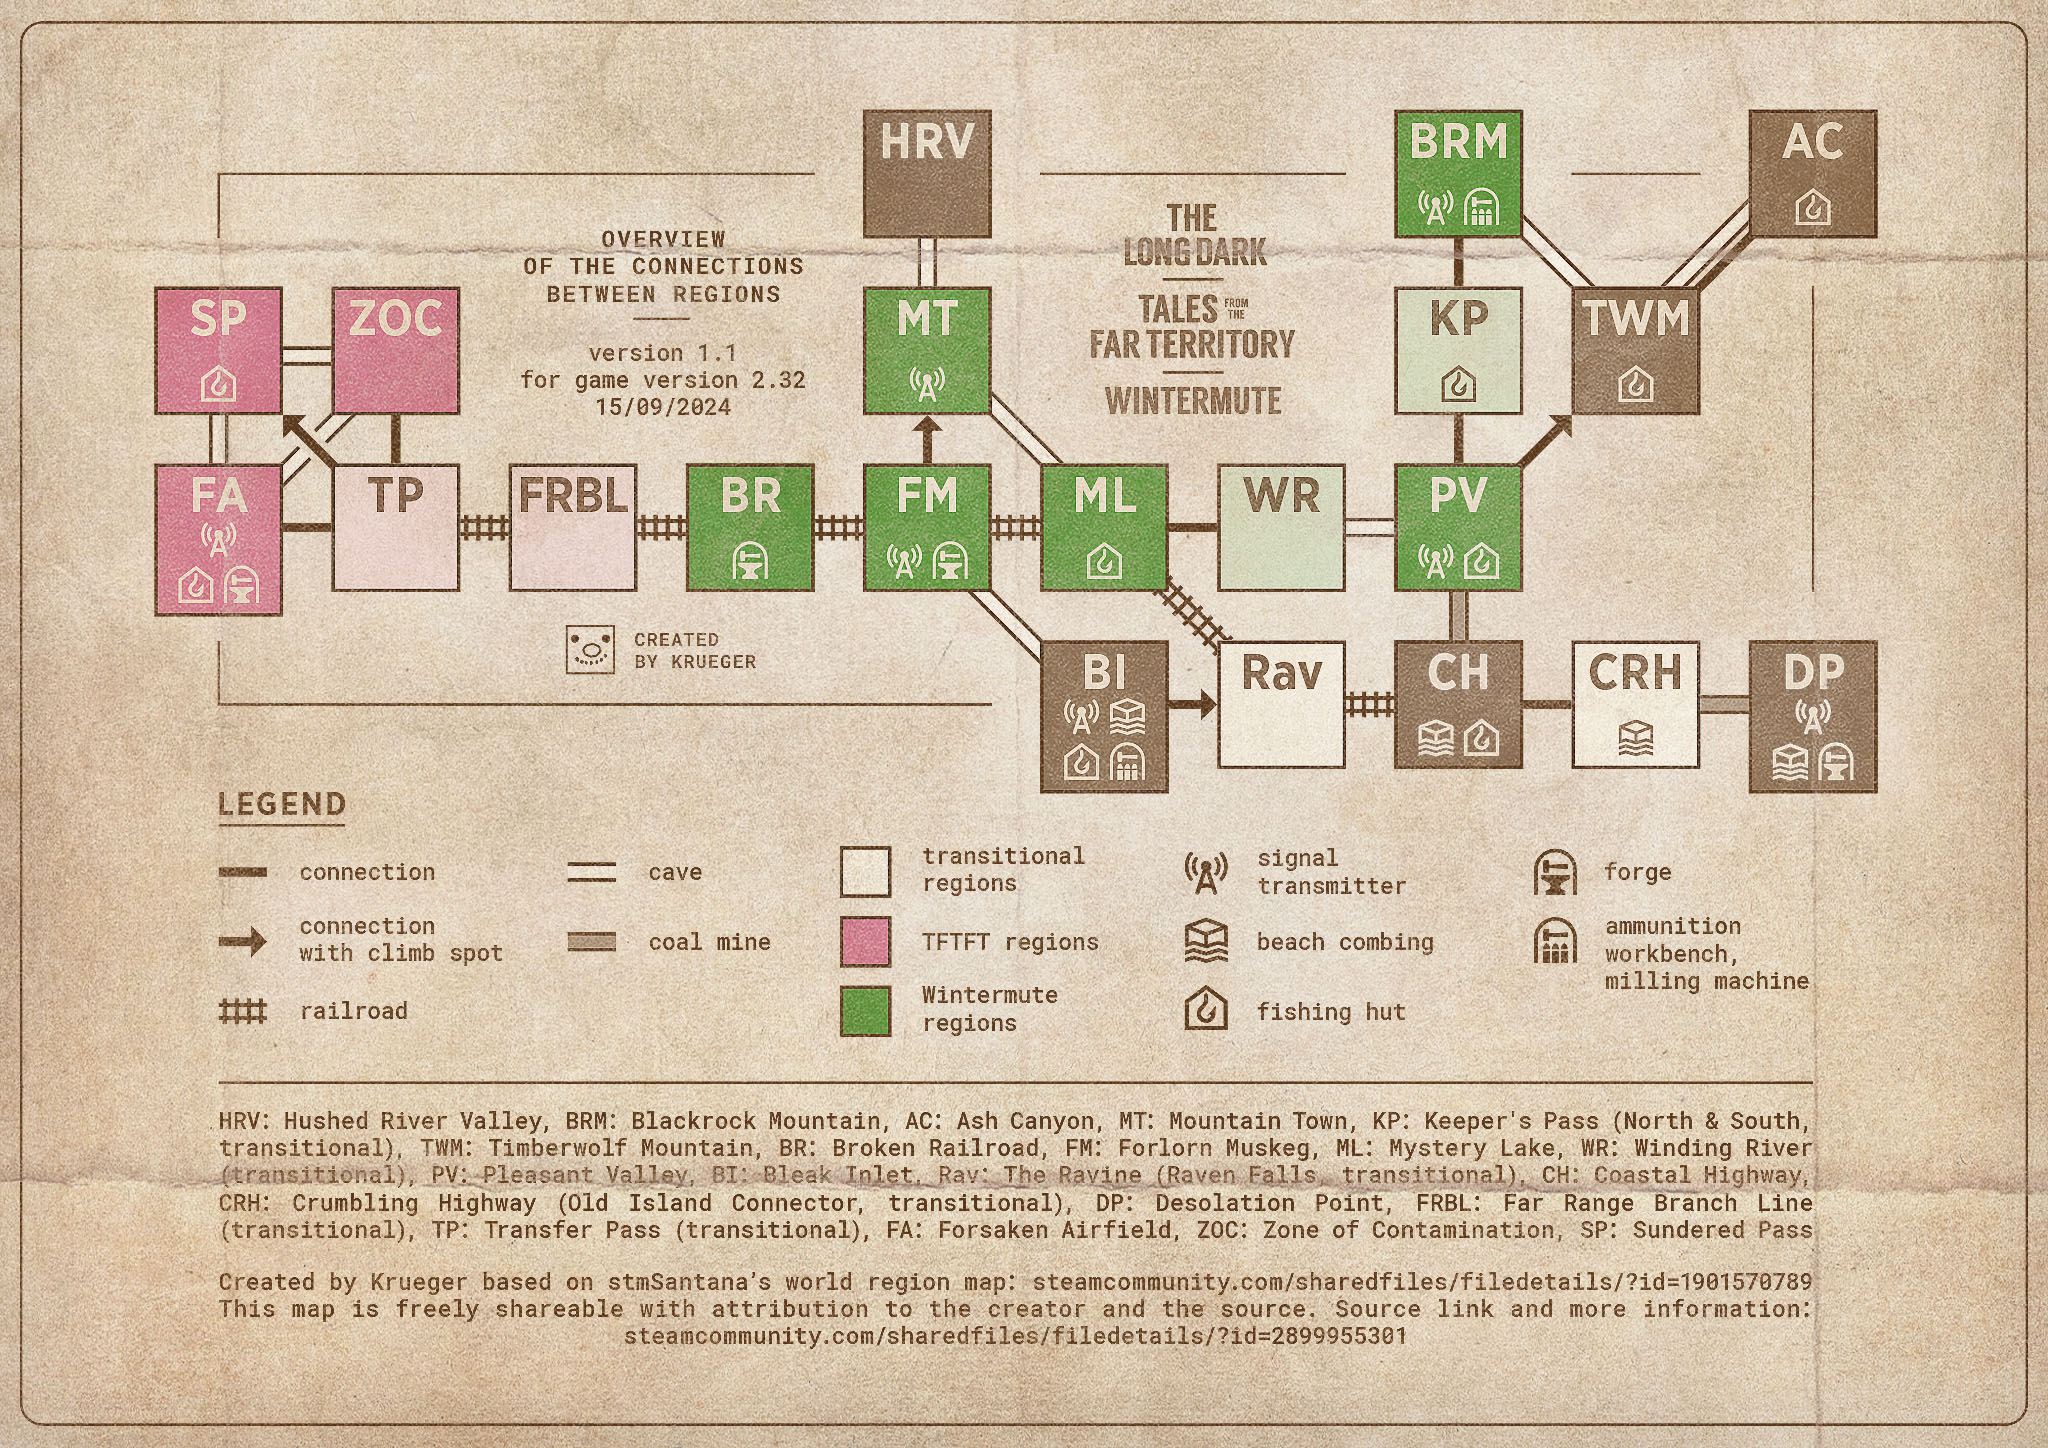 HRV
BRM
AC
OVERVIEW
OF THE CONNECTIONS
BETWEEN REGIONS
version 1.1
for game version 2.32
15/09/2024
THE
LONG DARK
TALES FROM THE
FAR TERRITORY
WINTERMUTE
SP
ZOC
MT
KP
TWM
FA
TP
FRBL
BR
FM
ML
WR
PV
CREATED
BY KRUEGER
BI
Rav
CH
CRH
DP
LEGEND
connection
connection
with climb spot
railroad
cave
coal mine
transitional
regions
TFTFT regions
Wintermute
regions
signal
transmitter
beach combing
fishing hut
forge
ammunition
workbench,
milling machine
HRV: Hushed River Valley, BRM: Blackrock Mountain, AC: Ash Canyon, MT: Mountain Town, KP: Keeper's Pass (North & South,
transitional), TWM: Timberwolf Mountain, BR: Broken Railroad, FM: Forlorn Muskeg, ML: Mystery Lake, WR: Winding River
(transitional), PV: Pleasant Valley, BI: Bleak Inlet, Rav: The Ravine (Raven Falls, transitional), CH: Coastal Highway,
CRH: Crumbling Highway (Old Island Connector, transitional), DP: Desolation Point, FRBL: Far Range Branch Line
(transitional), TP: Transfer Pass (transitional), FA: Forsaken Airfield, ZOC: Zone of Contamination, SP: Sundered Pass
Created by Krueger based on stmSantana's world region map: steamcommunity.com/sharedfiles/filedetails/?id=1901570789
This map is freely shareable with attribution to the creator and the source. Source link and more information:
steamcommunity.com/sharedfiles/filedetails/?id=2899955301